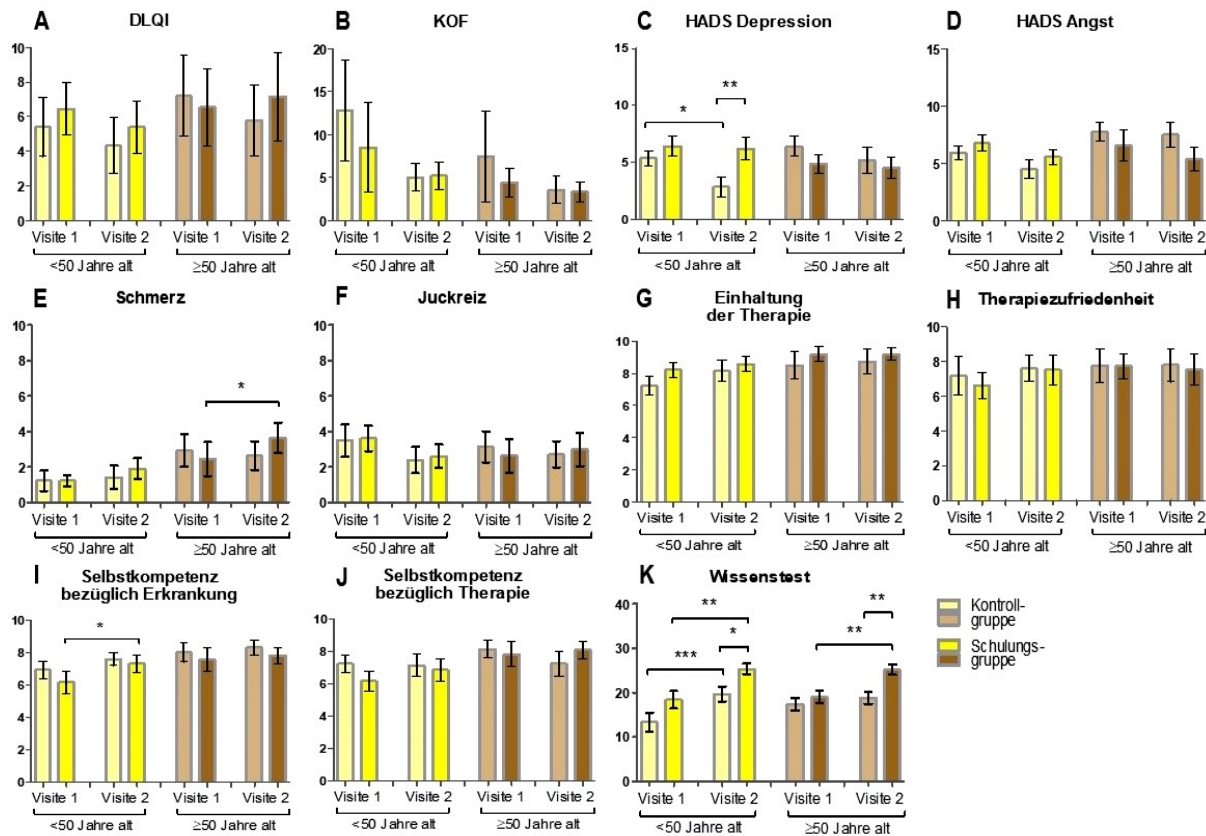 A
DLQI
10
8
6
4
2
0
Visite 1 Visite 2 Visite 1 Visite 2
<50 Jahre alt ≥50 Jahre alt
B
KOF
20
15
10
5
0
Visite 1 Visite 2 Visite 1 Visite 2
<50 Jahre alt ≥50 Jahre alt
C
HADS Depression
15
10
5
0
*
**
Visite 1 Visite 2 Visite 1 Visite 2
<50 Jahre alt ≥50 Jahre alt
D
HADS Angst
15
10
5
0
Visite 1 Visite 2 Visite 1 Visite 2
<50 Jahre alt ≥50 Jahre alt
E
Schmerz
10
8
6
4
2
0
*
Visite 1 Visite 2 Visite 1 Visite 2
<50 Jahre alt ≥50 Jahre alt
F
Juckreiz
10
8
6
4
2
0
Visite 1 Visite 2 Visite 1 Visite 2
<50 Jahre alt ≥50 Jahre alt
G
Einhaltung
der Therapie
10
8
6
4
2
0
Visite 1 Visite 2 Visite 1 Visite 2
<50 Jahre alt ≥50 Jahre alt
H
Therapiezufriedenheit
10
8
6
4
2
0
Visite 1 Visite 2 Visite 1 Visite 2
<50 Jahre alt ≥50 Jahre alt
I
Selbstkompetenz
bezüglich Erkrankung
10
8
6
4
2
0
*
Visite 1 Visite 2 Visite 1 Visite 2
<50 Jahre alt ≥50 Jahre alt
J
Selbstkompetenz
bezüglich Therapie
10
8
6
4
2
0
Visite 1 Visite 2 Visite 1 Visite 2
<50 Jahre alt ≥50 Jahre alt
K
Wissenstest
40
30
20
10
0
**
*
***
**
**
Visite 1 Visite 2 Visite 1 Visite 2
<50 Jahre alt ≥50 Jahre alt
Kontroll-
gruppe
Schulungs-
gruppe